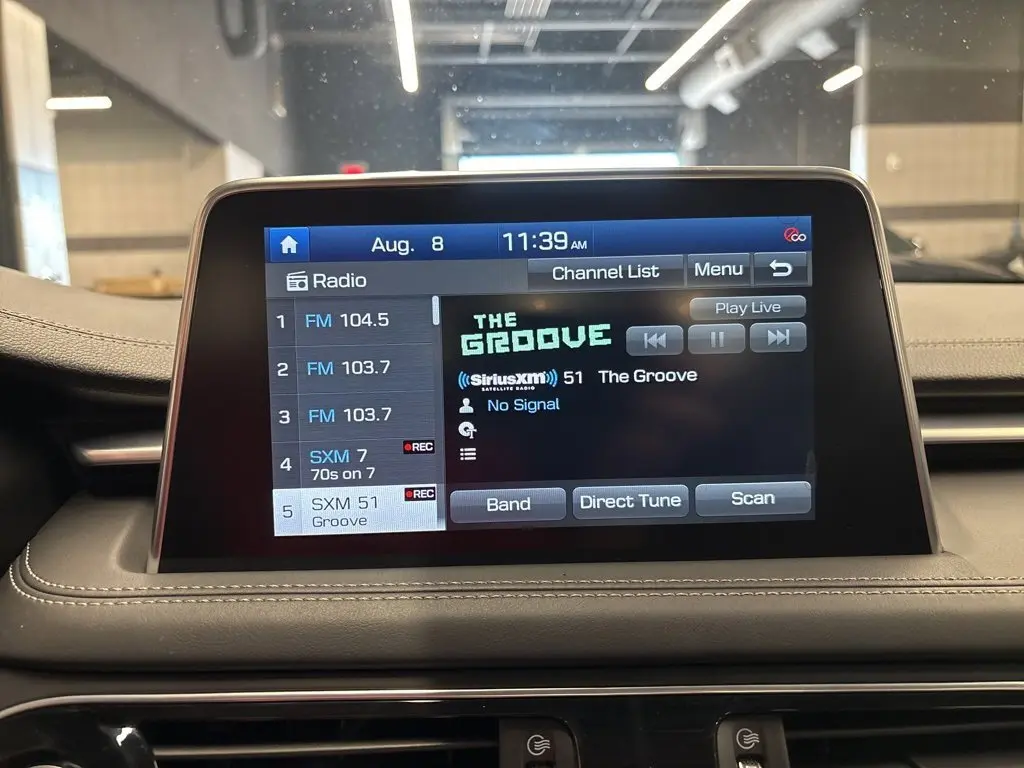 Aug. 8 11:39 AM
Radio
Channel List Menu
Play Live
1 FM 104.5
2 FM 103.7
3 FM 103.7
4 SXM 7 REC
70s on 7
5 SXM 51 REC
Groove
THE
GROOVE
SiriusXM 51 The Groove
SATELLITE RADIO
No Signal
Band Direct Tune Scan